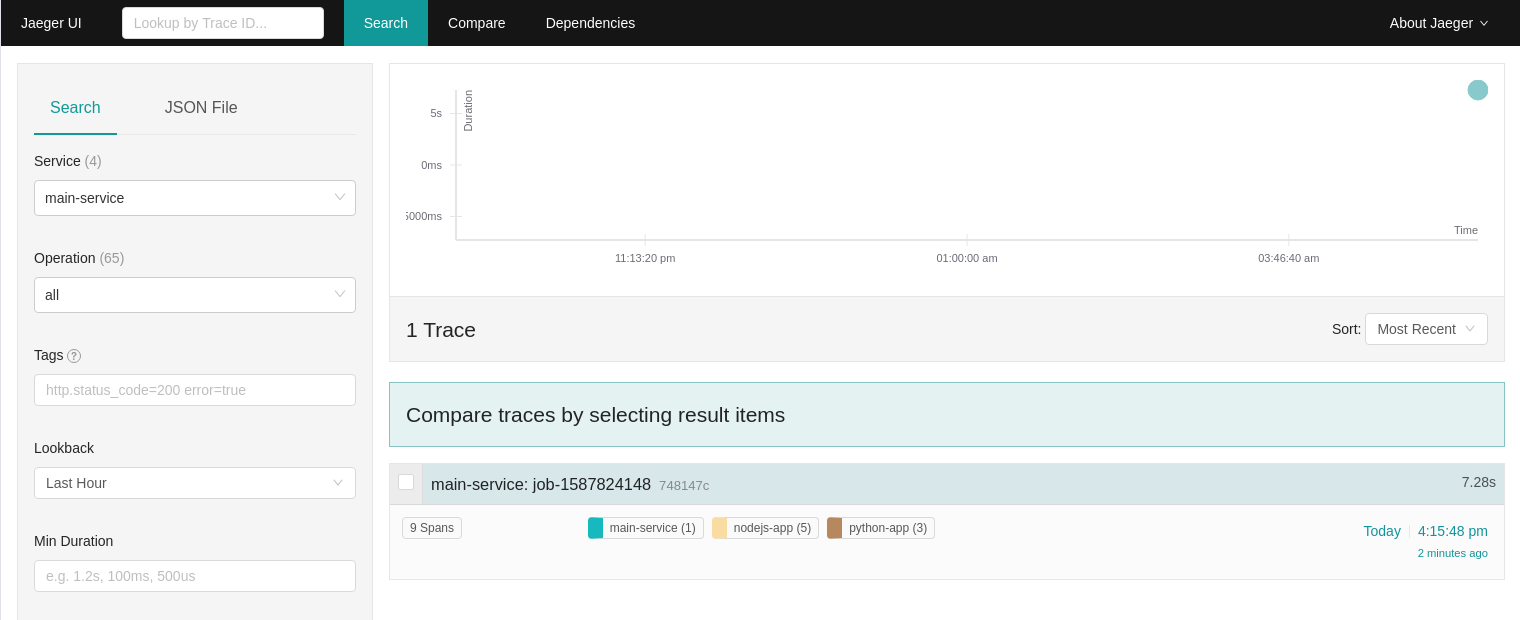 Jaeger UI
Lookup by Trace ID...
Search
Compare
Dependencies
About Jaeger
Search
JSON File
Service (4)
main-service
Operation (65)
all
Tags ?
http.status_code=200 error=true
Lookback
Last Hour
Min Duration
e.g. 1.2s, 100ms, 500us
Duration
5s
0ms
5000ms
Time
11:13:20 pm
01:00:00 am
03:46:40 am
1 Trace
Sort: Most Recent
Compare traces by selecting result items
main-service: job-1587824148 748147c
7.28s
9 Spans
main-service (1)
nodejs-app (5)
python-app (3)
Today | 4:15:48 pm
2 minutes ago